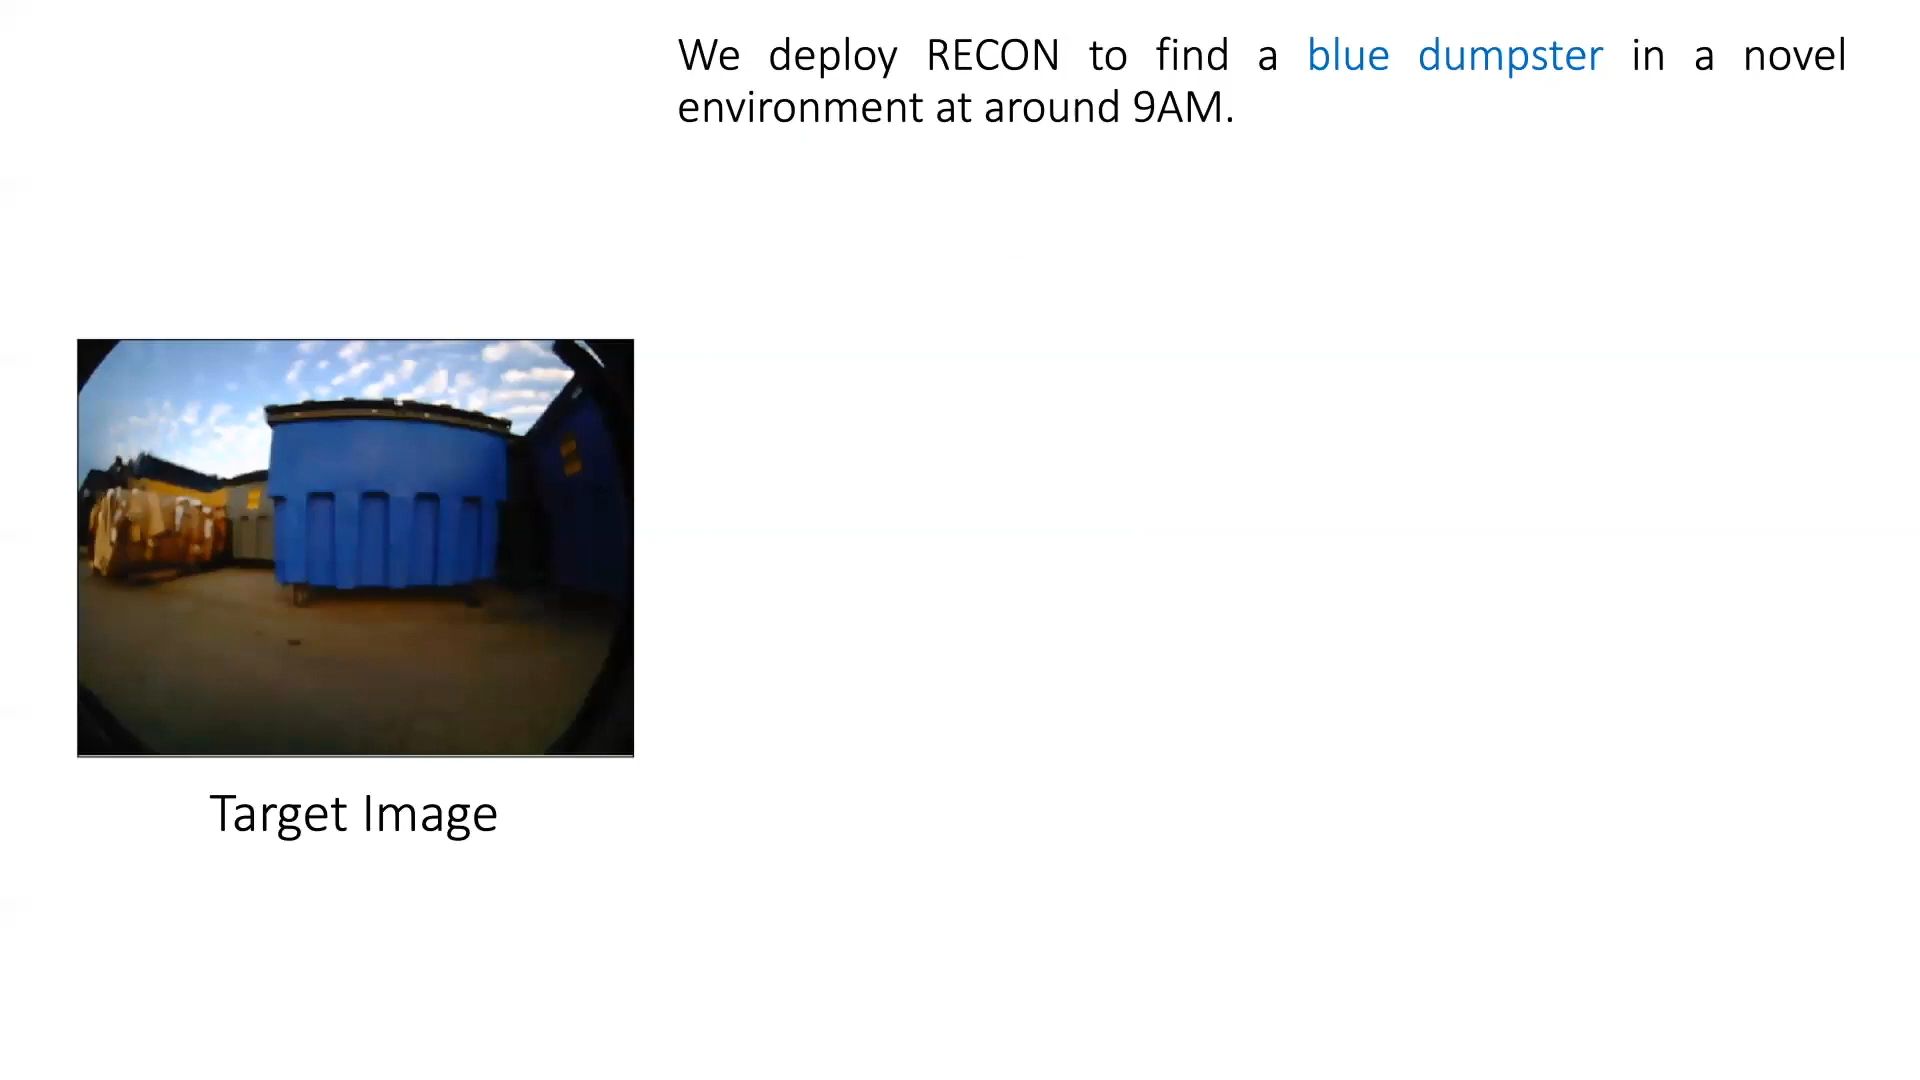 We deploy RECON to find a blue dumpster in a novel
environment at around 9AM.
Target Image